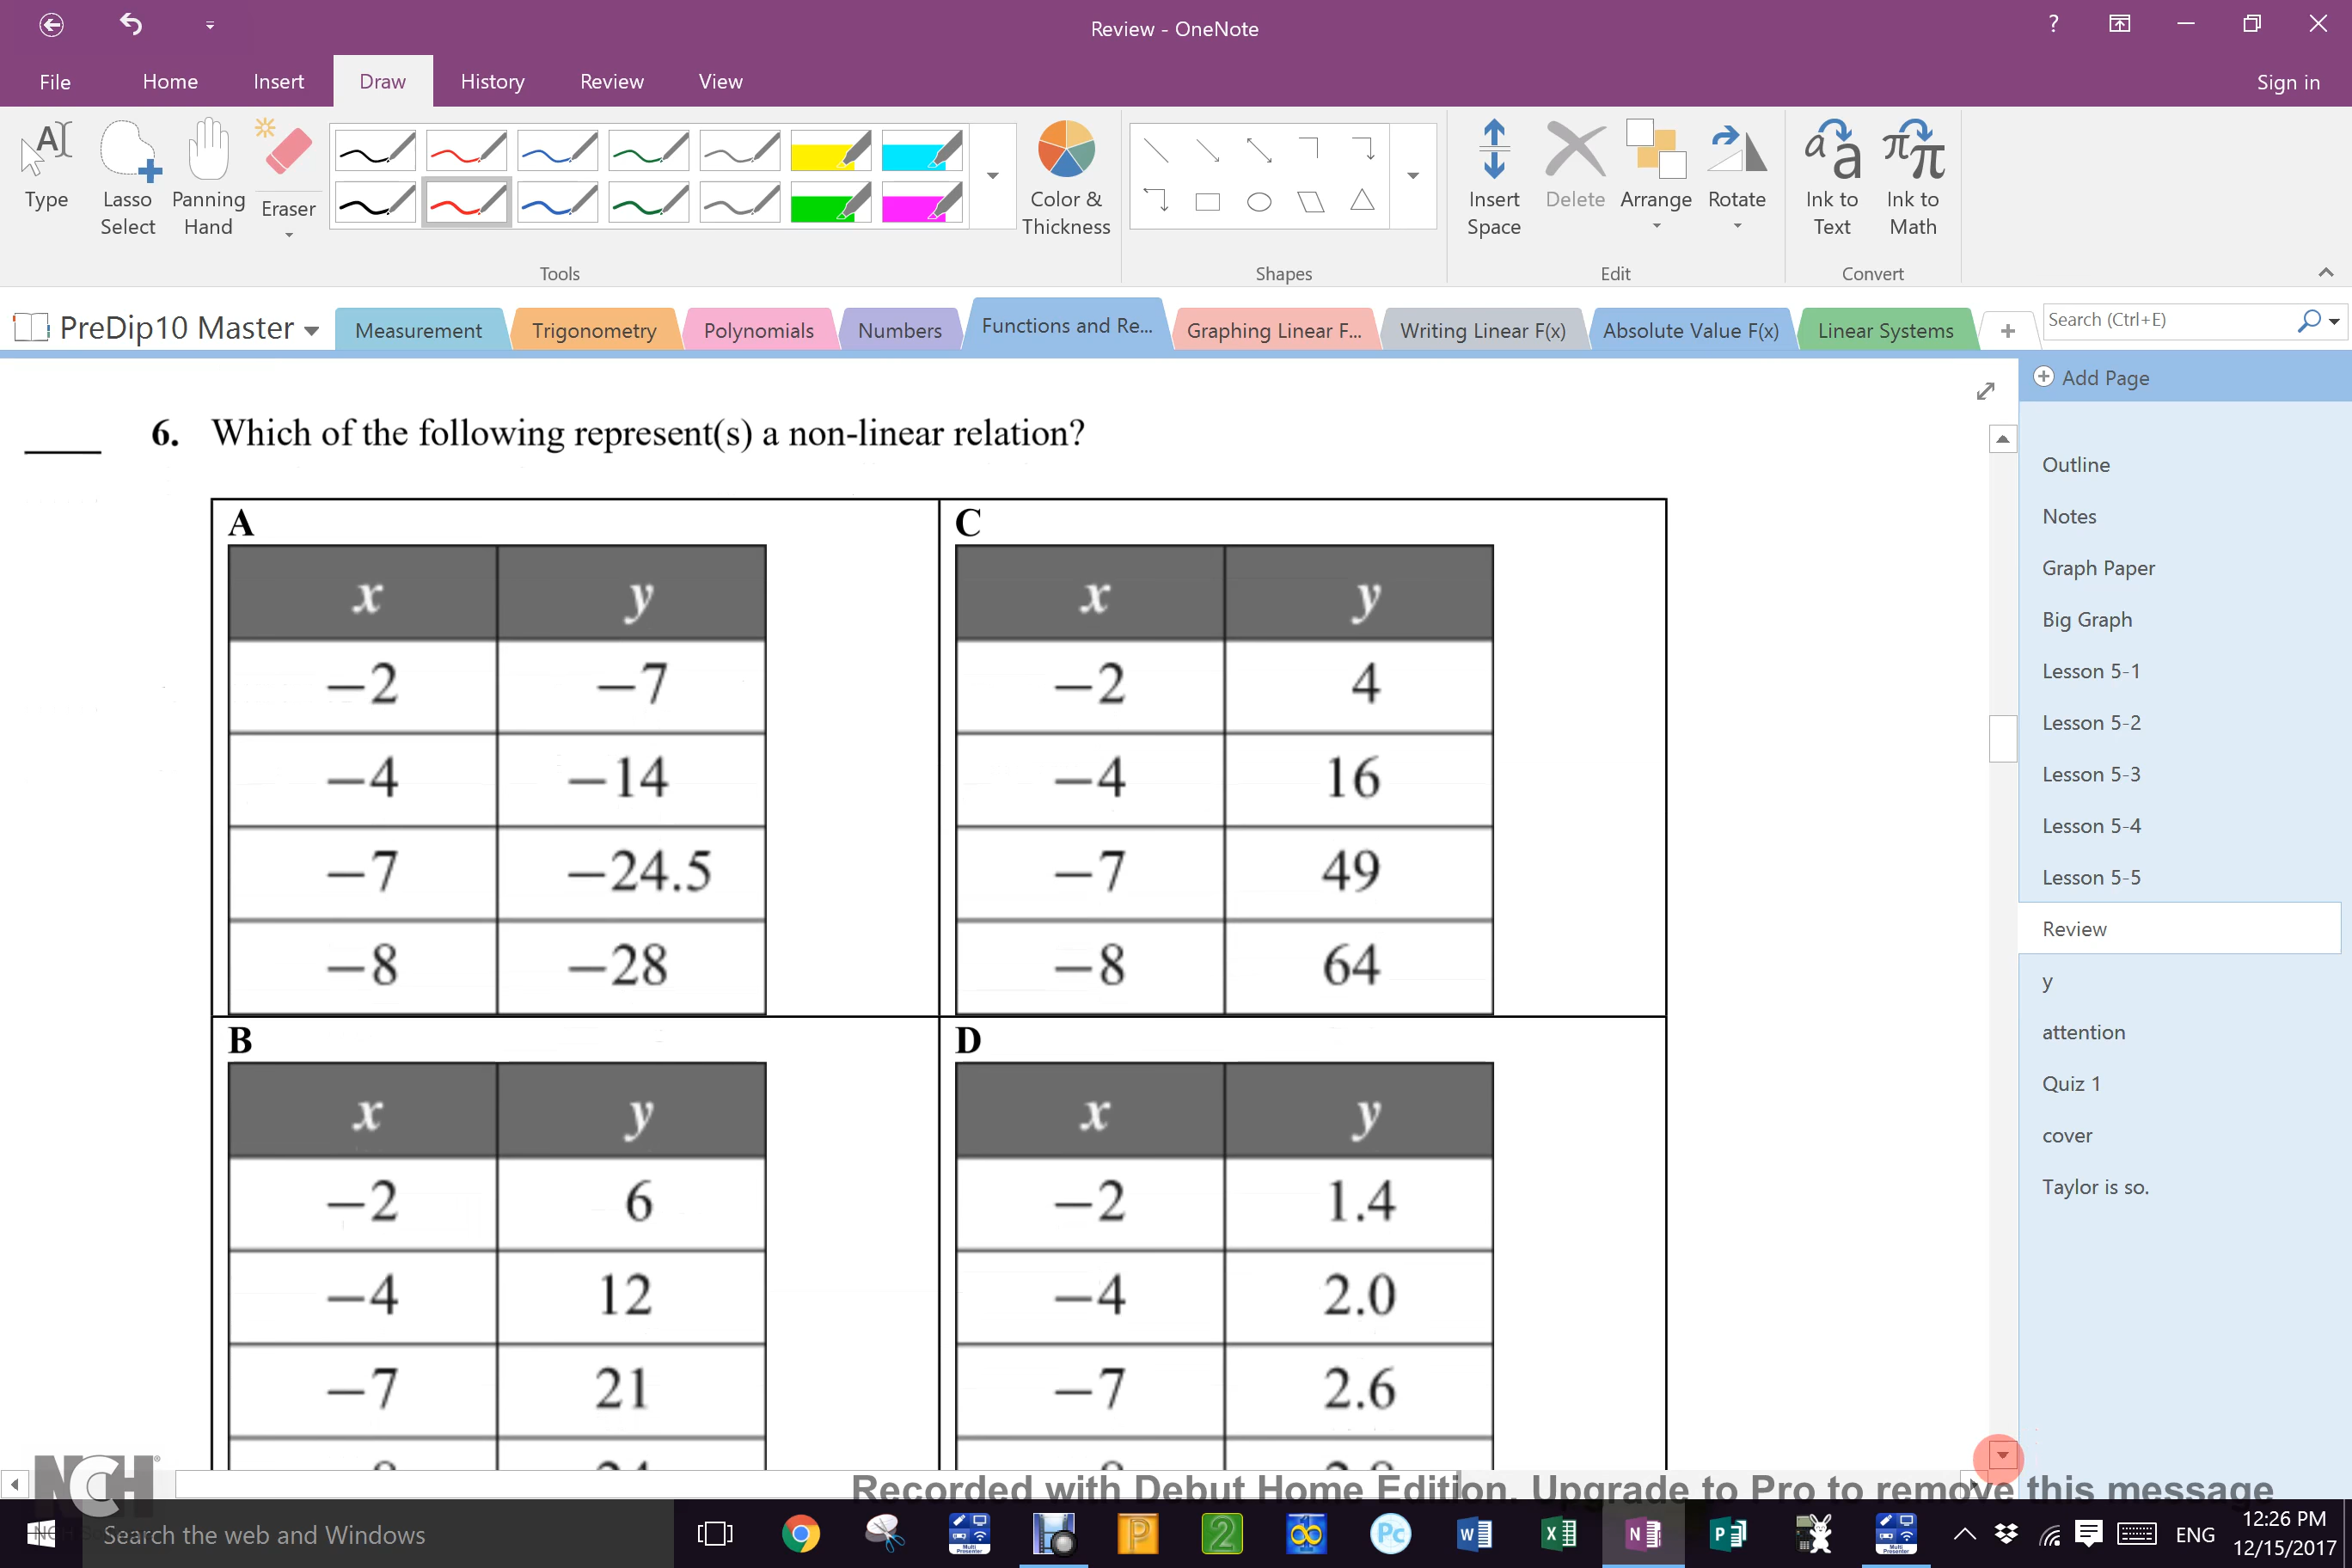 Review - OneNote
?
File Home Insert Draw History Review View Sign in
Type
Lasso Select
Panning Hand
Eraser
Color & Thickness
Insert Space
Delete
Arrange
Rotate
Ink to Text
Ink to Math
Tools Shapes Edit Convert
PreDip10 Master Measurement Trigonometry Polynomials Numbers Functions and Re... Graphing Linear F... Writing Linear F(x) Absolute Value F(x) Linear Systems + Search (Ctrl+E)
Add Page
6. Which of the following represent(s) a non-linear relation?
A
x y
−2 −7
−4 −14
−7 −24.5
−8 −28
C
x y
−2 4
−4 16
−7 49
−8 64
B
x y
−2 6
−4 12
−7 21
D
x y
−2 1.4
−4 2.0
−7 2.6
Outline
Notes
Graph Paper
Big Graph
Lesson 5-1
Lesson 5-2
Lesson 5-3
Lesson 5-4
Lesson 5-5
Review
y
attention
Quiz 1
cover
Taylor is so.
NCH
Recorded with Debut Home Edition. Upgrade to Pro to remove this message
Search the web and Windows
ENG
12:26 PM
12/15/2017